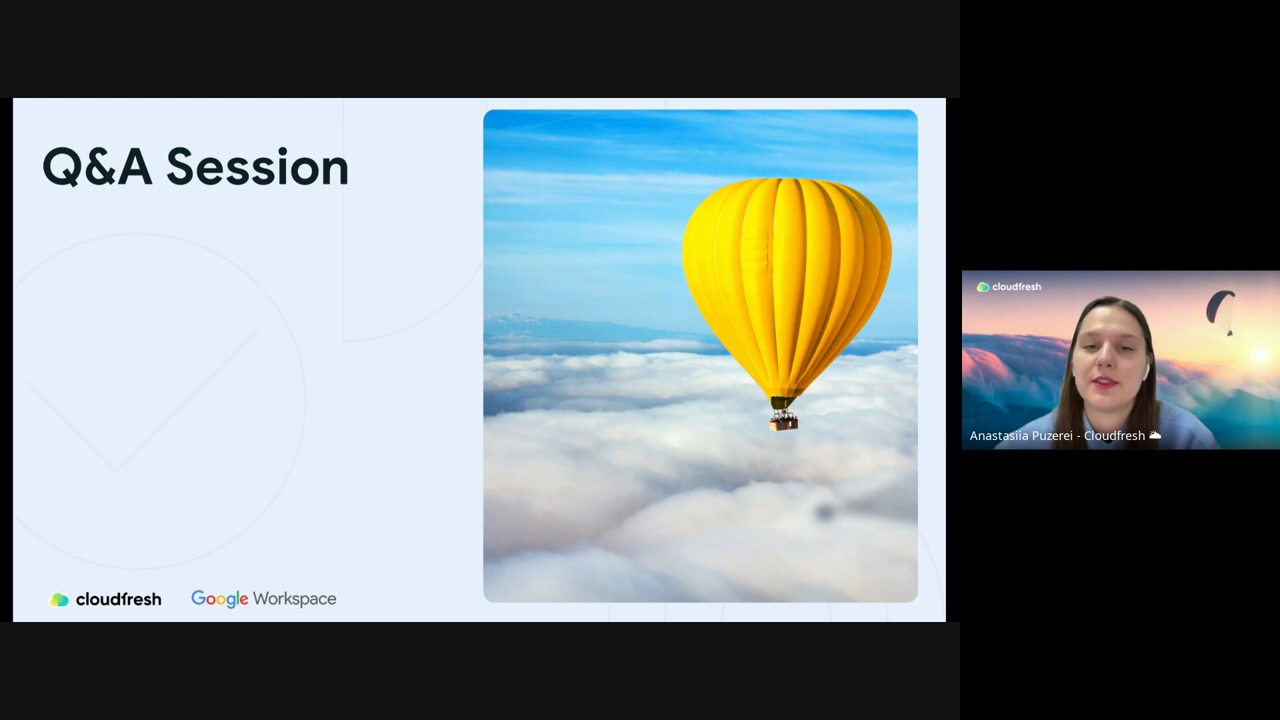 Q&A Session
cloudfresh
Google Workspace
cloudfresh
Anastasiia Puzerei - Cloudfresh